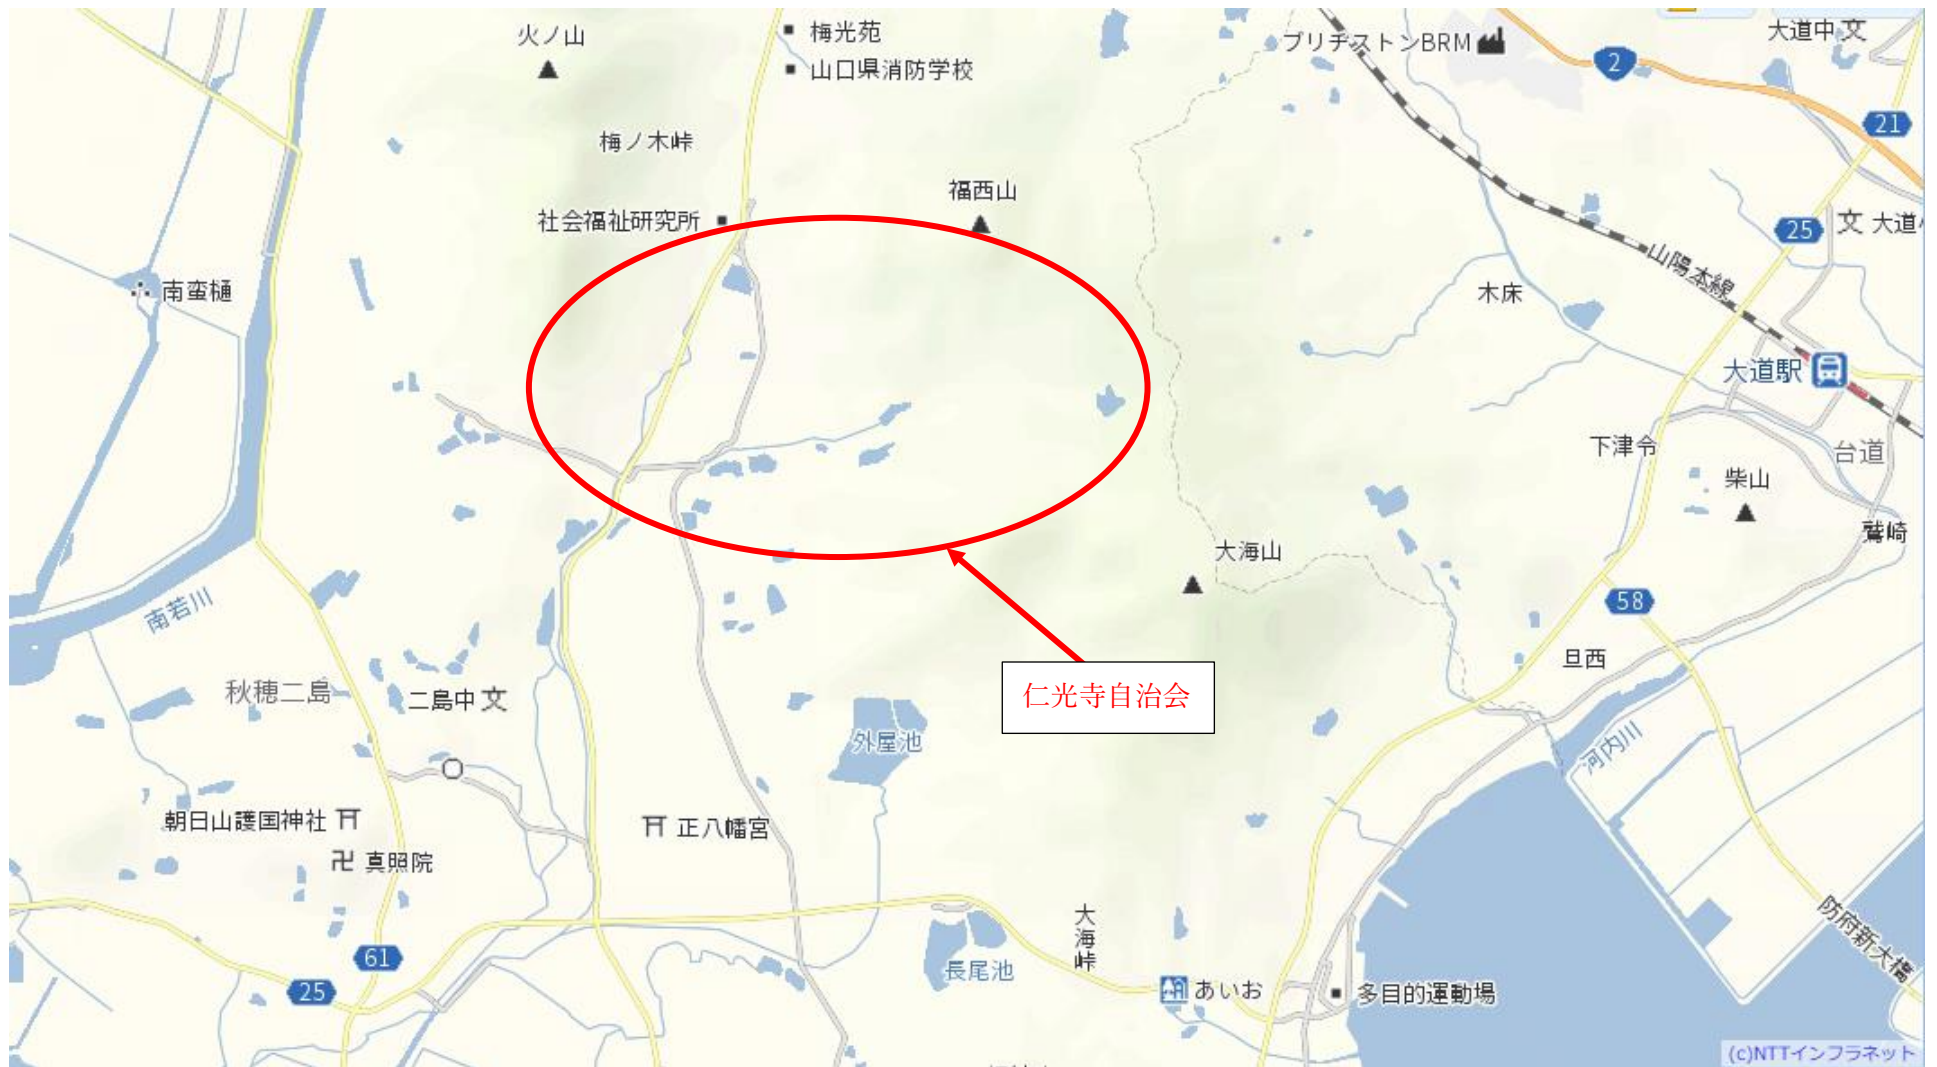 火ノ山
梅光苑
山口県消防学校
ブリヂストンBRM
2
大道中
21
梅ノ木峠
福西山
社会福祉研究所
25
大道
山陽本線
南蛮樋
木床
大道駅
下津令
台道
柴山
鷲崎
大海山
南若川
58
旦西
秋穂二島
二島中
仁光寺自治会
外屋池
河内川
朝日山護国神社
正八幡宮
真照院
大海峠
防府新大橋
61
25
長尾池
あいお
多目的運動場
(c)NTTインフラネット